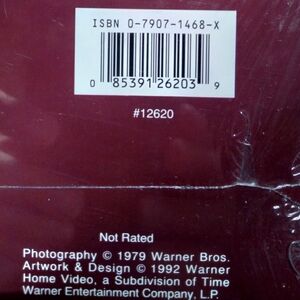 ISBN 0-7907-1468-X
0 85391 26203 9
#12620
Not Rated
Photography © 1979 Warner Bros.
Artwork & Design © 1992 Warner
Home Video, a Subdivision of Time
Warner Entertainment Company, L.P.